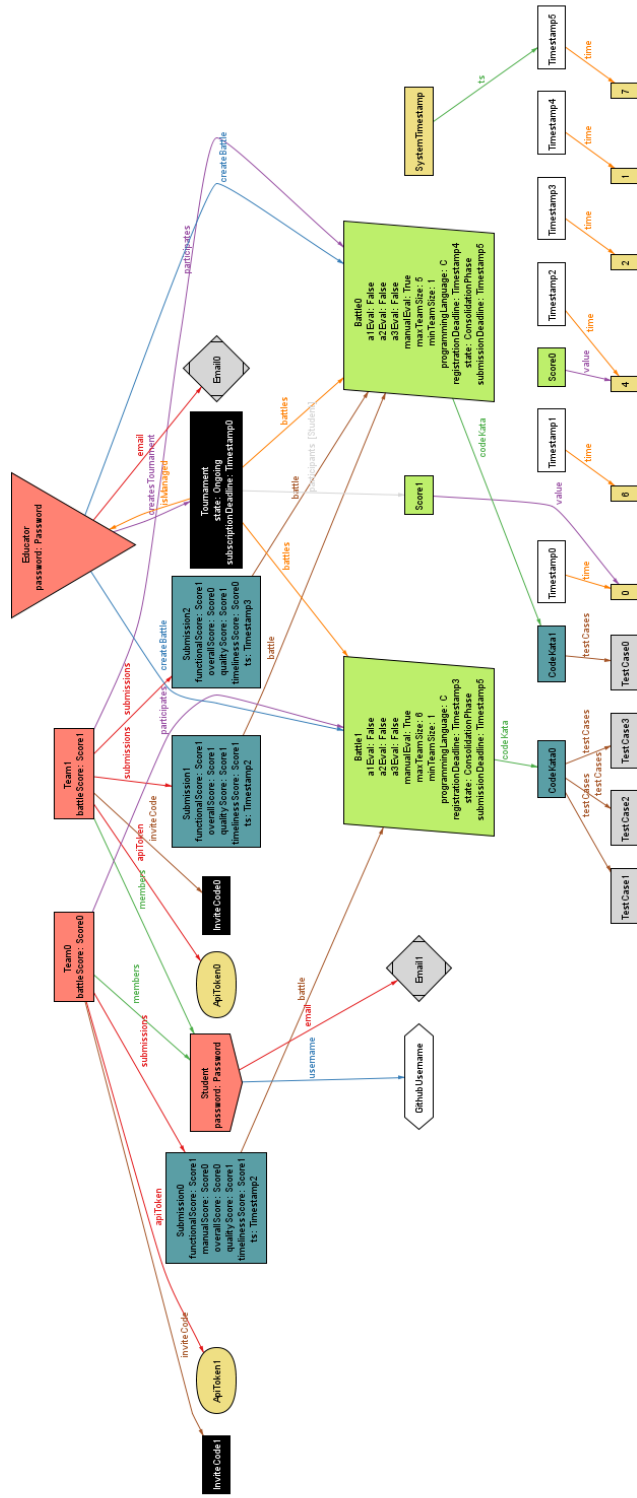 Team0
battleScore: Score0
Team1
battleScore: Score1
Educator
password: Password
inviteCode
apiToken
submissions
members
members
apiToken
inviteCode
submissions
submissions
participates
createBattle
createsTournament
isManaged
email
participates
createBattle
InviteCode1
ApiToken1
Submission0
functionalScore: Score1
manualScore: Score0
overallScore: Score0
qualityScore: Score1
timelinessScore: Score1
ts: Timestamp2
Student
password: Password
ApiToken0
InviteCode0
Submission1
functionalScore: Score1
overallScore: Score1
qualityScore: Score1
timelinessScore: Score1
ts: Timestamp2
Submission2
functionalScore: Score1
overallScore: Score0
qualityScore: Score1
timelinessScore: Score0
ts: Timestamp3
Tournament
state: Ongoing
subscriptionDeadline: Timestamp0
Email0
username
email
battle
battle
battles
battle
participants [Student]
battles
GithubUsername
Email1
Battle1
a1Eval: False
a2Eval: False
a3Eval: False
manualEval: True
maxTeamSize: 6
minTeamSize: 1
programmingLanguage: C
registrationDeadline: Timestamp3
state: ConsolidationPhase
submissionDeadline: Timestamp5
Score1
Battle0
a1Eval: False
a2Eval: False
a3Eval: False
manualEval: True
maxTeamSize: 5
minTeamSize: 1
programmingLanguage: C
registrationDeadline: Timestamp4
state: ConsolidationPhase
submissionDeadline: Timestamp5
SystemTimestamp
codeKata
codeKata
value
ts
CodeKata0
CodeKata1
Timestamp0
Timestamp1
Score0
Timestamp2
Timestamp3
Timestamp4
Timestamp5
testCases
testCases
testCases
testCases
time
time
value
time
time
time
time
TestCase1
TestCase2
TestCase3
TestCase0
0
6
4
2
1
7